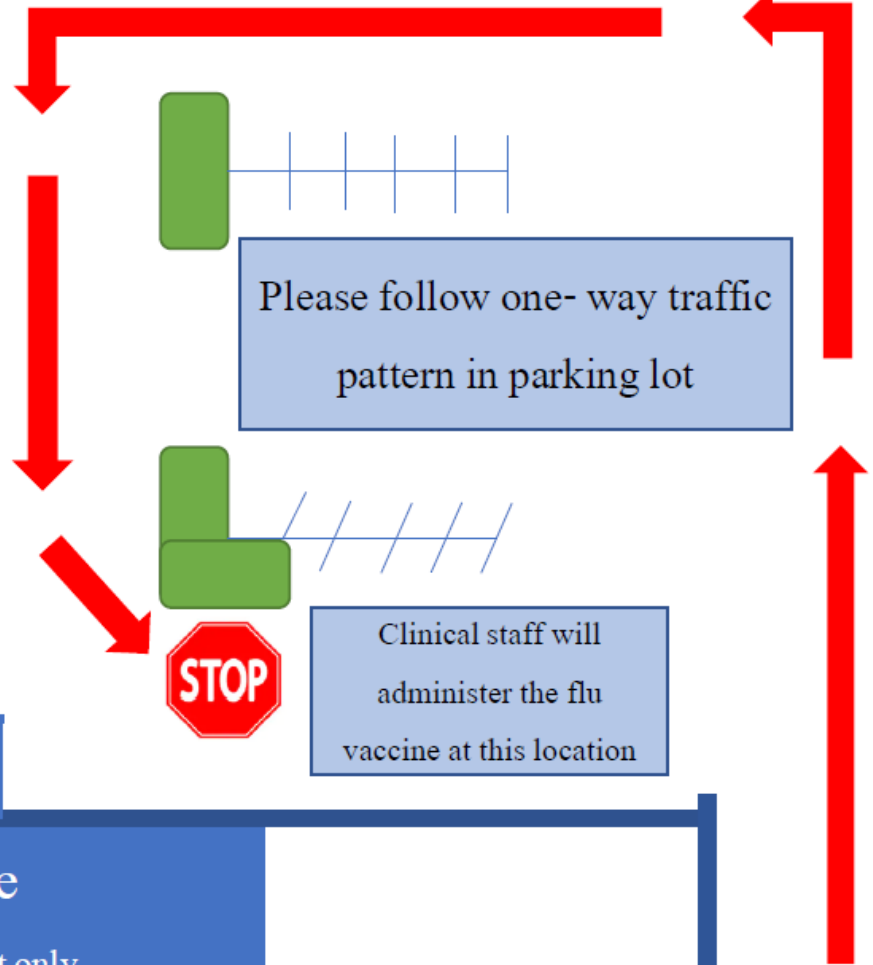 Please follow one- way traffic
pattern in parking lot
Clinical staff will
administer the flu
vaccine at this location
STOP
e
t only